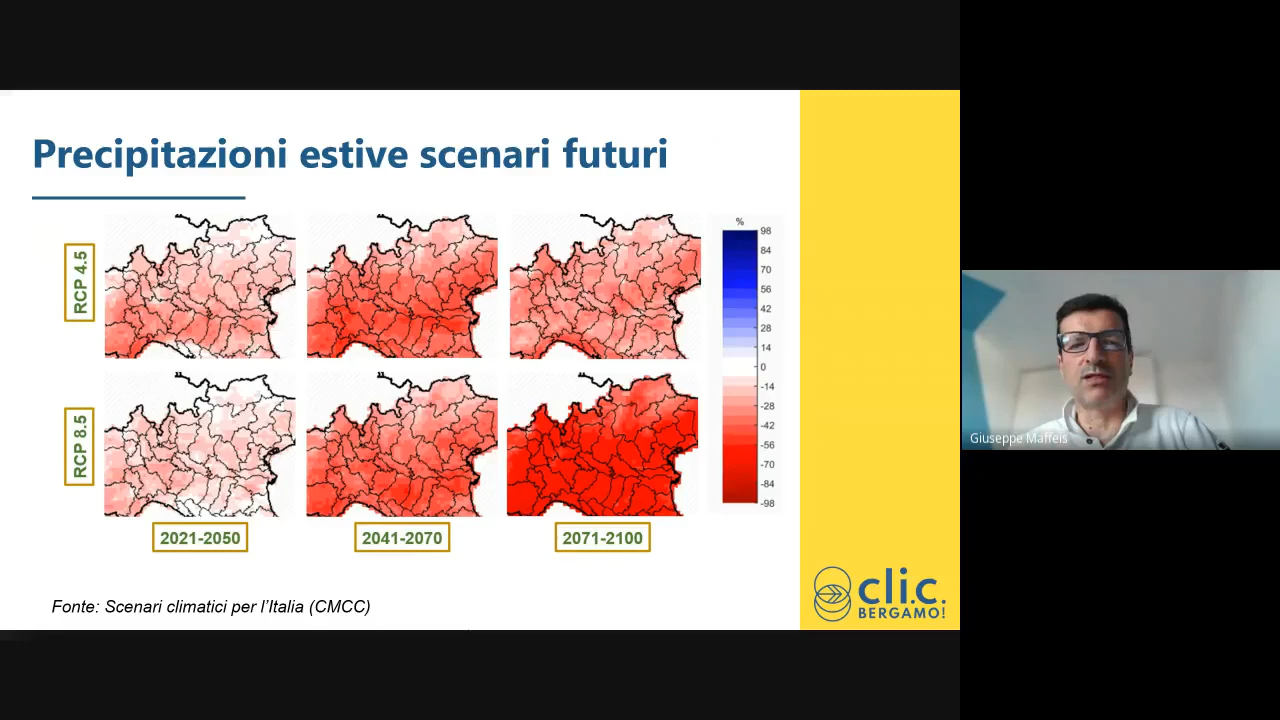 Precipitazioni estive scenari futuri
RCP 4.5
RCP 8.5
%
98
84
70
56
42
28
14
0
-14
-28
-42
-56
-70
-84
-98
2021-2050
2041-2070
2071-2100
Fonte: Scenari climatici per l'Italia (CMCC)
cli.c.
BERGAMO!
Giuseppe Maffeis